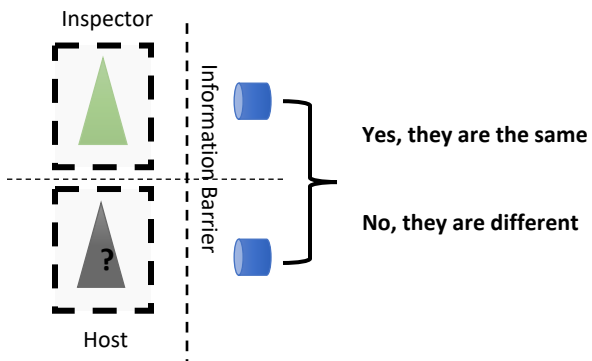 Inspector
Information Barrier
Yes, they are the same
No, they are different
?
Host